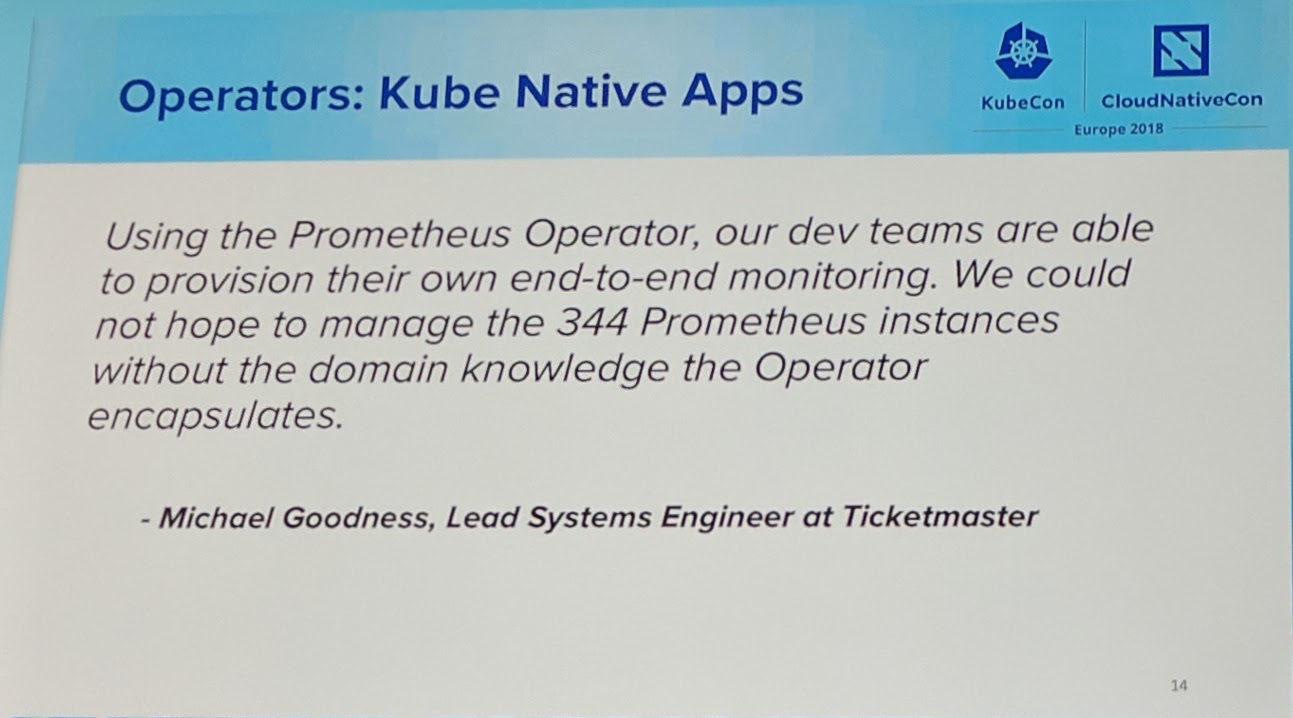 Operators: Kube Native Apps
KubeCon
CloudNativeCon
Europe 2018
Using the Prometheus Operator, our dev teams are able
to provision their own end-to-end monitoring. We could
not hope to manage the 344 Prometheus instances
without the domain knowledge the Operator
encapsulates.
- Michael Goodness, Lead Systems Engineer at Ticketmaster
14